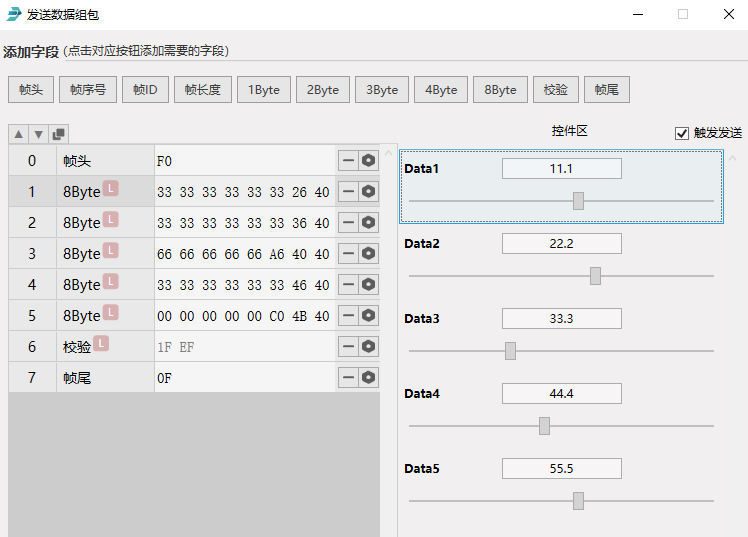 发送数据组包
添加字段 (点击对应按钮添加需要的字段)
帧头 帧序号 帧ID 帧长度 1Byte 2Byte 3Byte 4Byte 8Byte 校验 帧尾
控件区 触发发送
0 帧头 F0
1 8Byte L 33 33 33 33 33 33 26 40
2 8Byte L 33 33 33 33 33 33 36 40
3 8Byte L 66 66 66 66 66 A6 40 40
4 8Byte L 33 33 33 33 33 33 46 40
5 8Byte L 00 00 00 00 00 C0 4B 40
6 校验 L 1F EF
7 帧尾 0F
Data1 11.1
Data2 22.2
Data3 33.3
Data4 44.4
Data5 55.5